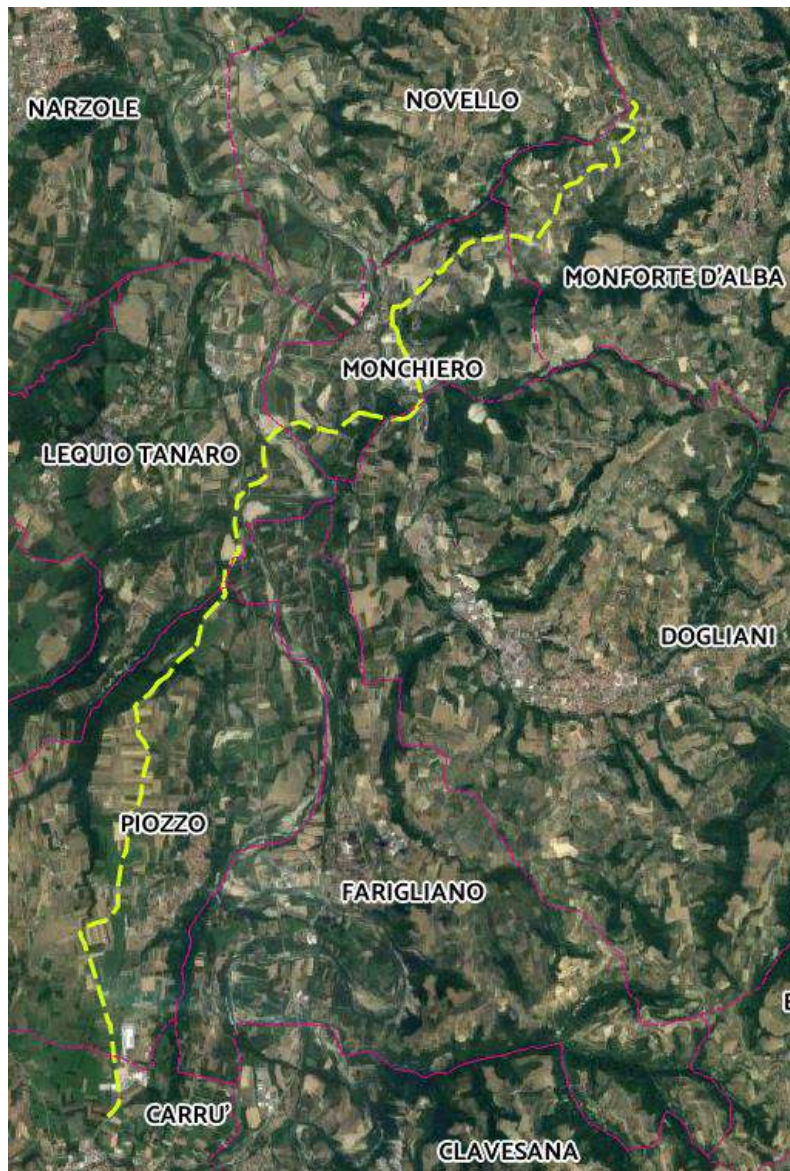 NOVELLO
NARZOLE
MONFORTE D'ALBA
MONCHIERO
LEQUIO TANARO
DOGLIANI
PIOZZO
FARIGLIANO
CARRU'
CLAVESANA